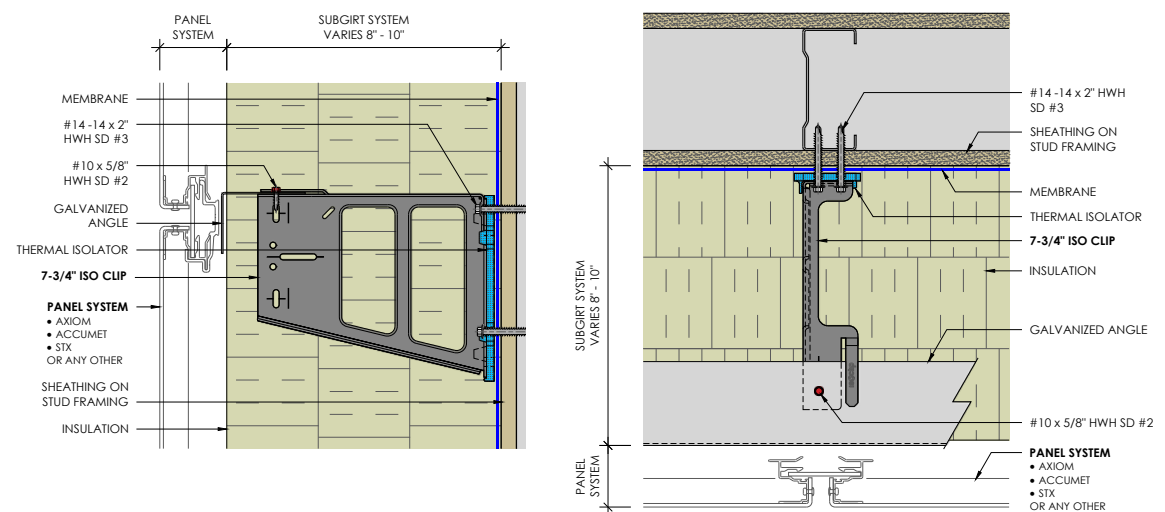 PANEL
SYSTEM
SUBGIRT SYSTEM
VARIES 8" - 10"
MEMBRANE
#14 -14 x 2"
HWH SD #3
#10 x 5/8"
HWH SD #2
GALVANIZED
ANGLE
THERMAL ISOLATOR
7-3/4" ISO CLIP
PANEL SYSTEM
• AXIOM
• ACCUMET
• STX
OR ANY OTHER
SHEATHING ON
STUD FRAMING
INSULATION
#14 -14 x 2" HWH
SD #3
SHEATHING ON
STUD FRAMING
MEMBRANE
THERMAL ISOLATOR
7-3/4" ISO CLIP
INSULATION
SUBGIRT SYSTEM
VARIES 8" - 10"
GALVANIZED ANGLE
#10 x 5/8" HWH SD #2
PANEL
SYSTEM
PANEL SYSTEM
• AXIOM
• ACCUMET
• STX
OR ANY OTHER